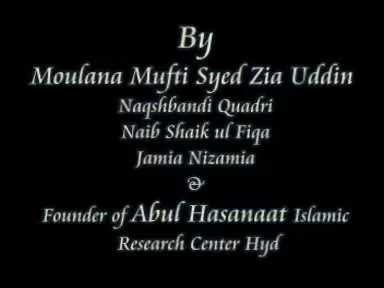 By
Moulana Mufti Syed Zia Uddin
Naqshbandi Quadri
Naib Shaik ul Fiqa
Jamia Nizamia
&
Founder of Abul Hasanaat Islamic
Research Center Hyd